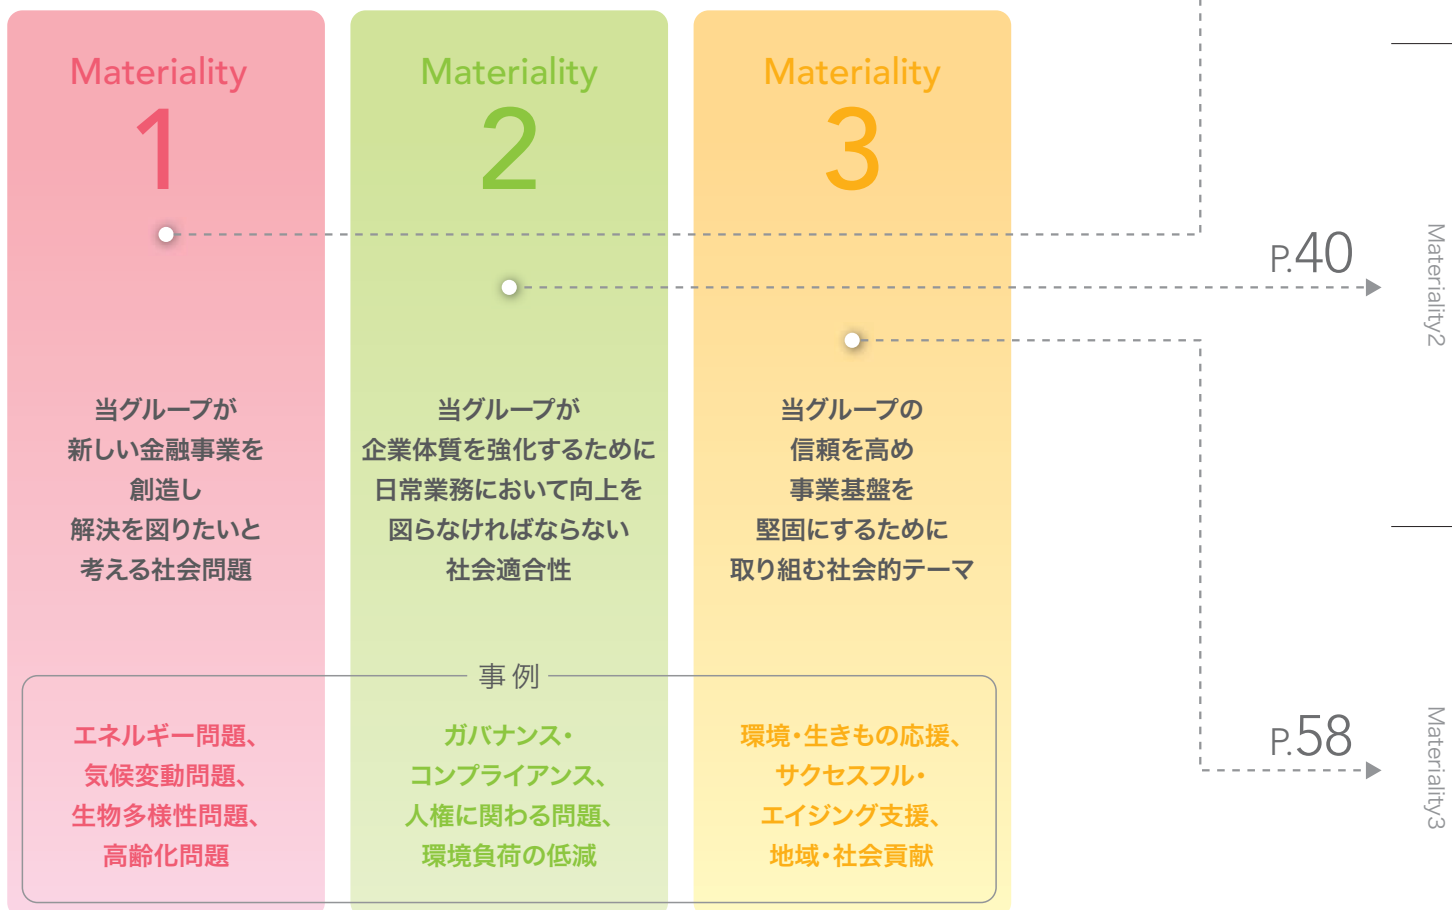 Materiality
1
当グループが
新しい金融事業を
創造し
解決を図りたいと
考える社会問題
Materiality
2
当グループが
企業体質を強化するために
日常業務において向上を
図らなければならない
社会適合性
Materiality
3
当グループの
信頼を高め
事業基盤を
堅固にするために
取り組む社会的テーマ
事例
エネルギー問題、
気候変動問題、
生物多様性問題、
高齢化問題
ガバナンス・
コンプライアンス、
人権に関わる問題、
環境負荷の低減
環境・生きもの応援、
サクセスフル・
エイジング支援、
地域・社会貢献
P.40
Materiality2
P.58
Materiality3